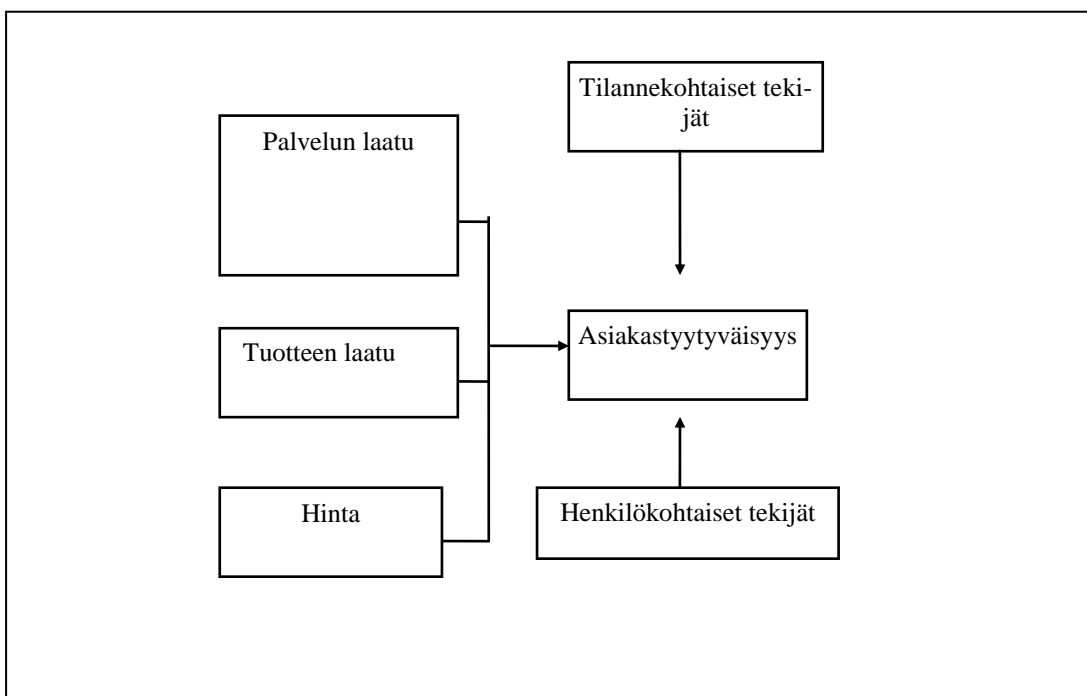 Tilannekohtaiset teki-
jät
Palvelun laatu
Tuotteen laatu
Asiakastyytyväisyys
Hinta
Henkilökohtaiset tekijät